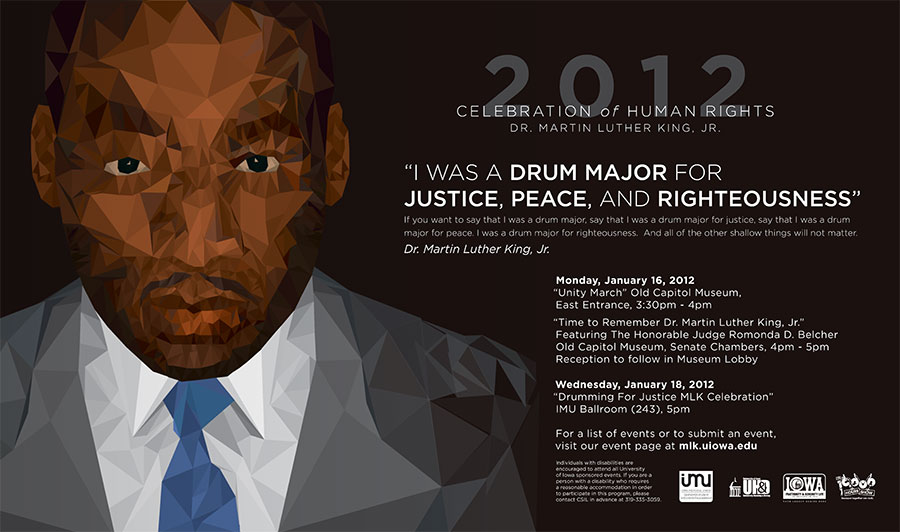 2012
CELEBRATION of HUMAN RIGHTS
DR. MARTIN LUTHER KING, JR.
“I WAS A DRUM MAJOR FOR
JUSTICE, PEACE, AND RIGHTEOUSNESS”
If you want to say that I was a drum major, say that I was a drum major for justice, say that I was a drum
major for peace. I was a drum major for righteousness. And all of the other shallow things will not matter.
Dr. Martin Luther King, Jr.
Monday, January 16, 2012
“Unity March” Old Capitol Museum,
East Entrance, 3:30pm - 4pm
“Time to Remember Dr. Martin Luther King, Jr.”
Featuring The Honorable Judge Romonda D. Belcher
Old Capitol Museum, Senate Chambers, 4pm - 5pm
Reception to follow in Museum Lobby
Wednesday, January 18, 2012
“Drumming For Justice MLK Celebration”
IMU Ballroom (243), 5pm
For a list of events or to submit an event,
visit our event page at mlk.uiowa.edu
Individuals with disabilities are
encouraged to attend all University
of Iowa sponsored events. If you are a
person with a disability who requires
a reasonable accommodation in order
to participate in this program, please
contact CSIL in advance at 319-335-3059.
imu
IOWA
FRATERNITY & SORORITY LIFE